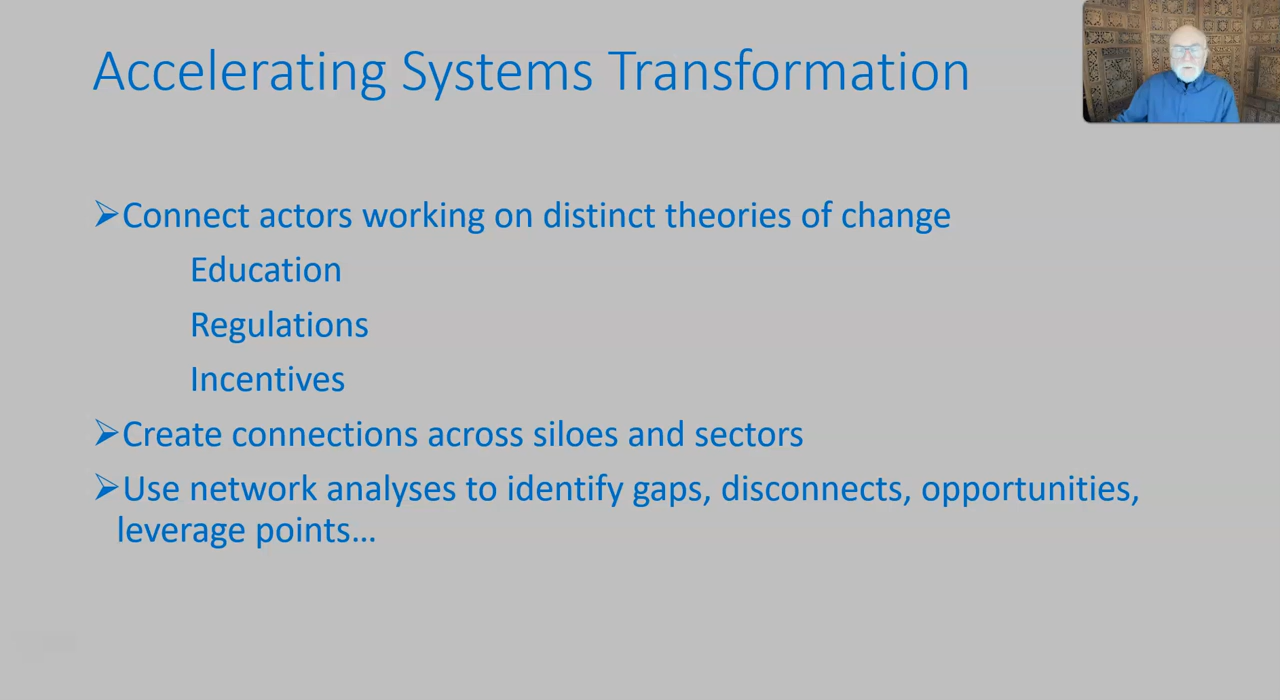 Accelerating Systems Transformation
➢Connect actors working on distinct theories of change
Education
Regulations
Incentives
➢Create connections across siloes and sectors
➢Use network analyses to identify gaps, disconnects, opportunities,
leverage points…